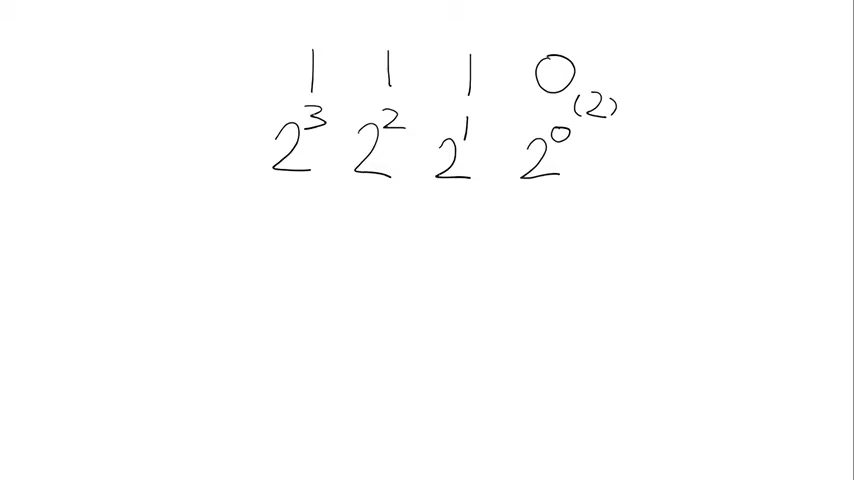 1 1 1 0₍₂₎
2³ 2² 2¹ 2⁰